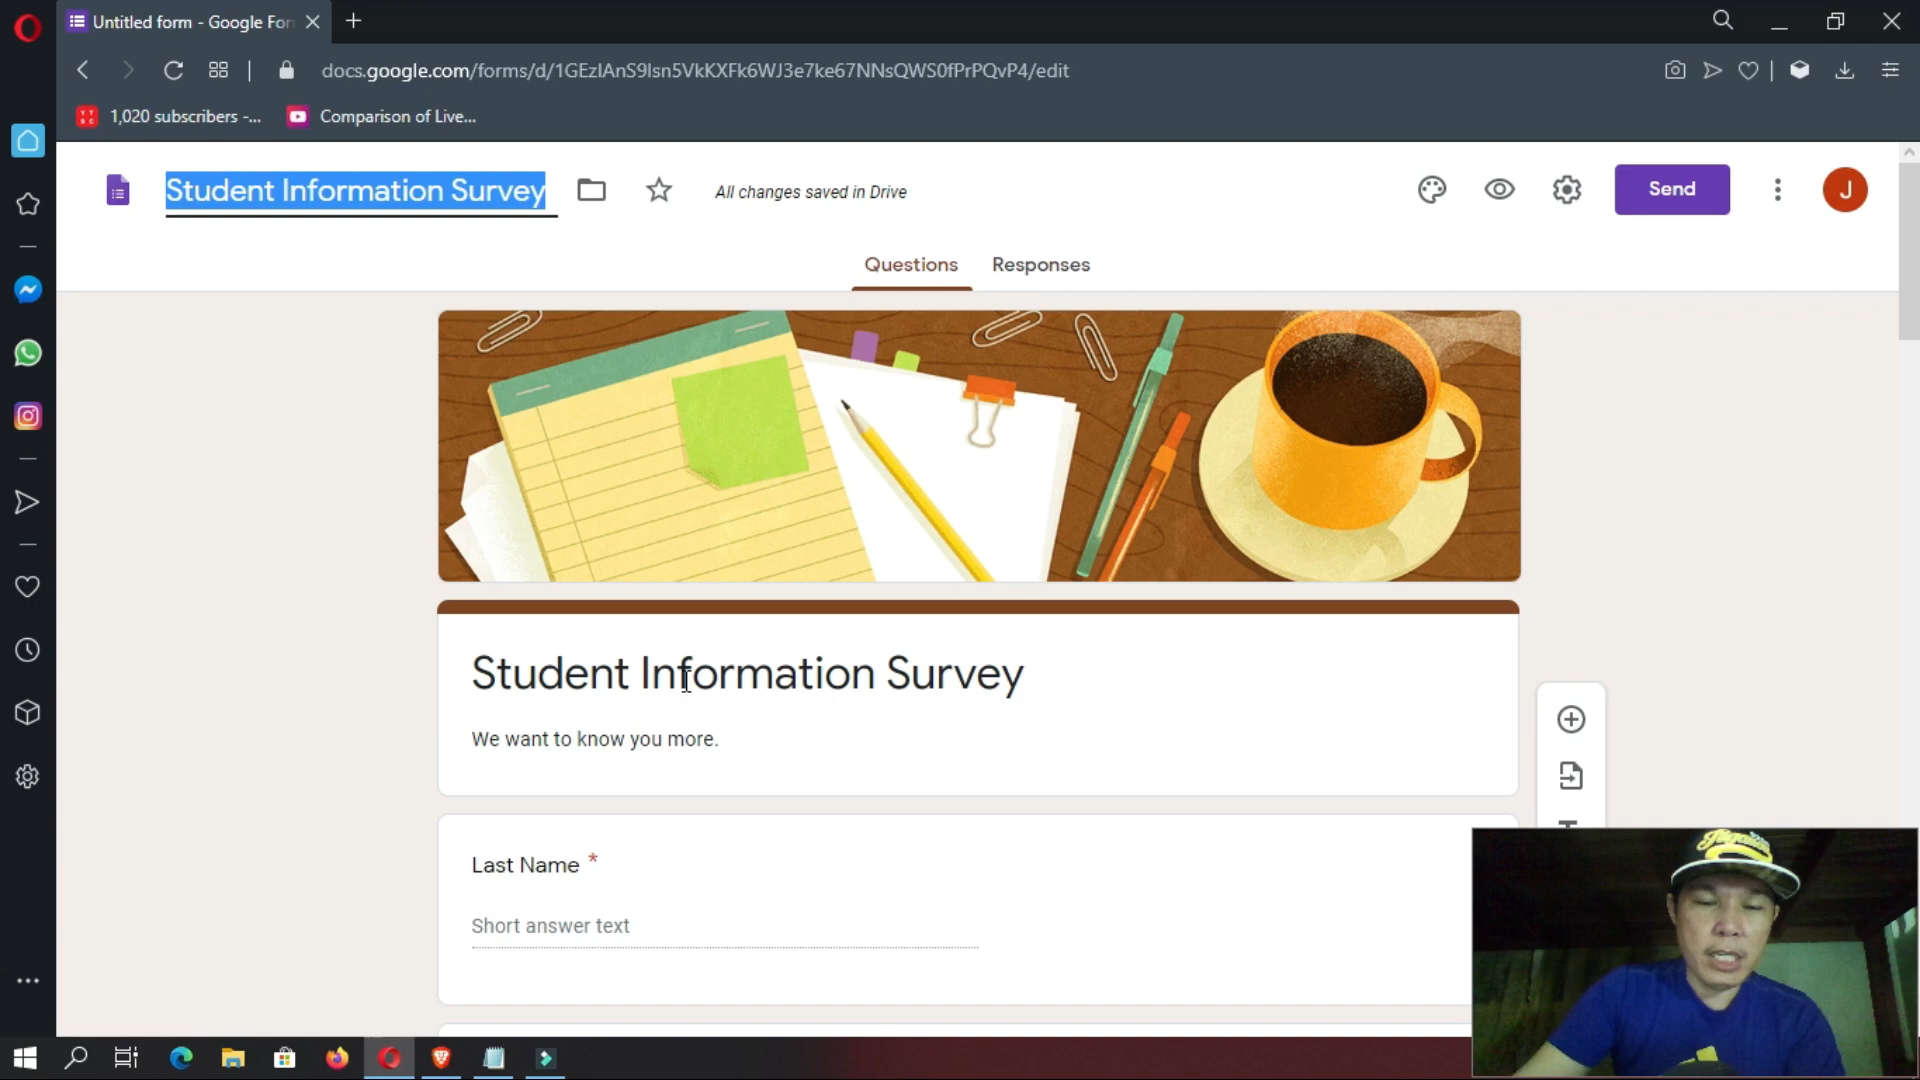 Untitled form - Google For
docs.google.com/forms/d/1GEzIAnS9Isn5VkKXFk6WJ3e7ke67NNsQWS0fPrPQvP4/edit
1,020 subscribers -...
Comparison of Live...
Student Information Survey
All changes saved in Drive
Send
J
Questions
Responses
Student Information Survey
We want to know you more.
Last Name *
Short answer text